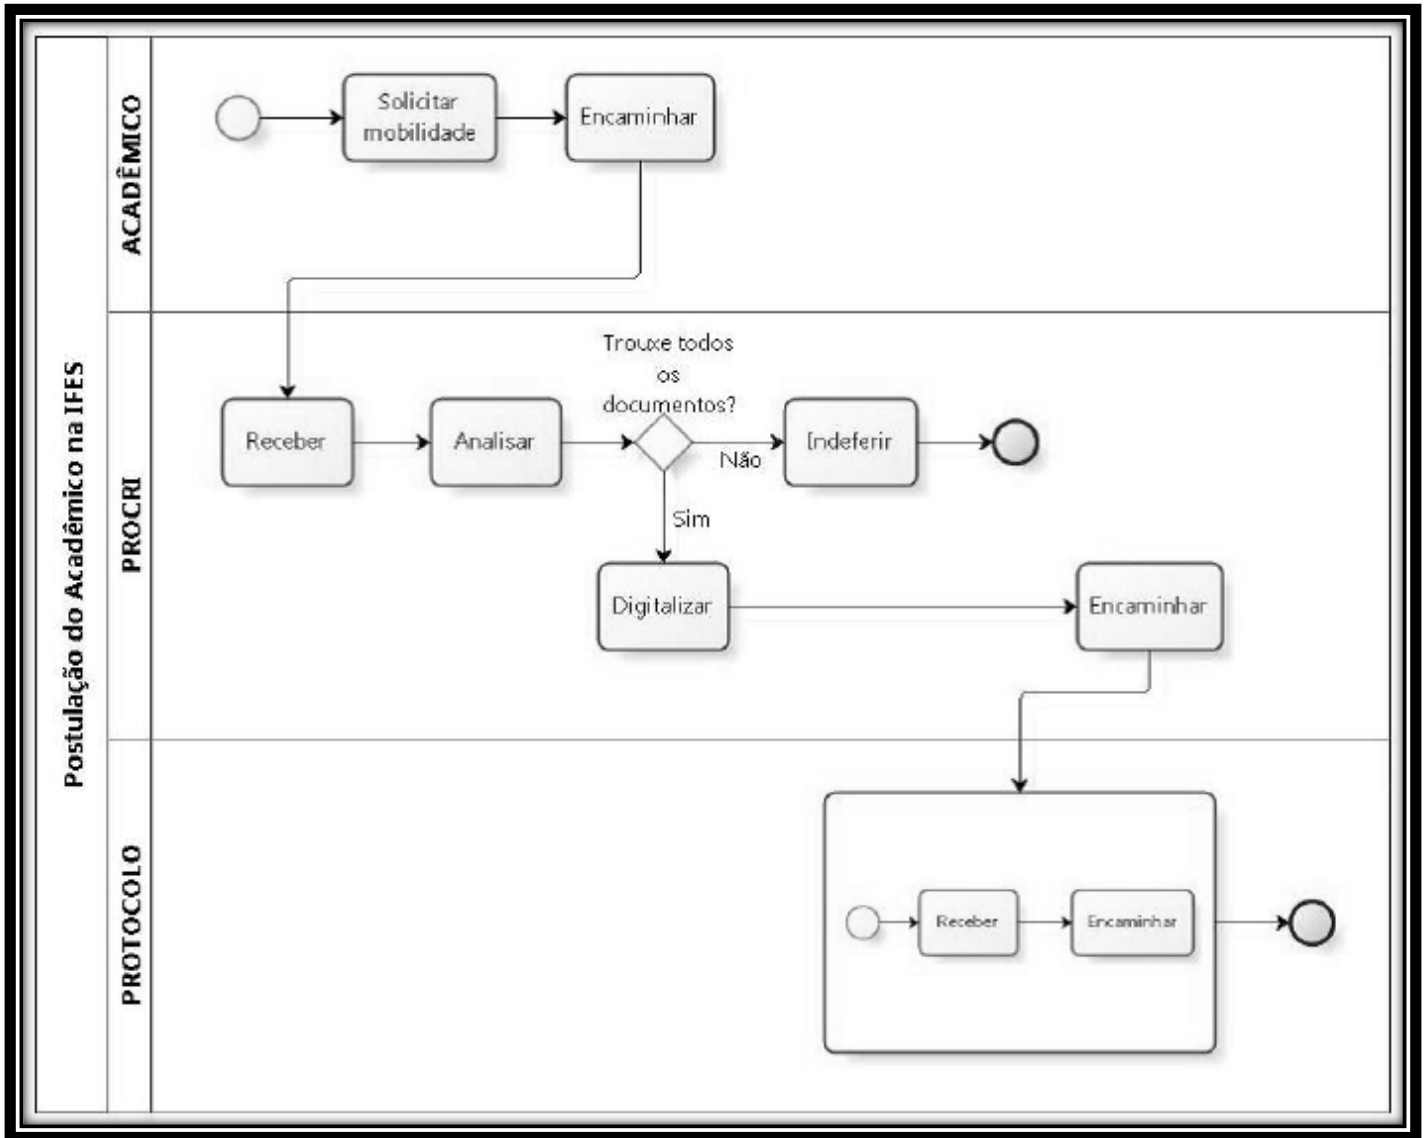 Postulação do Acadêmico na IFES
ACADÊMICO
Solicitar
mobilidade
Encaminhar
PROCRI
Receber
Analisar
Trouxe todos
os
documentos?
Não
Indeferir
Sim
Digitalizar
Encaminhar
PROTOCOLO
Receber
Encaminhar